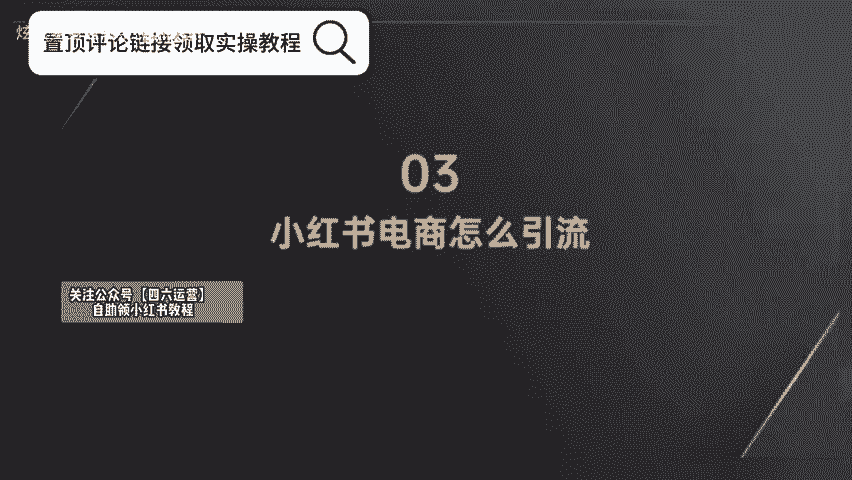 置顶评论链接领取实操教程
03
小红书电商怎么引流
关注公众号【四六运营】
自助领小红书教程